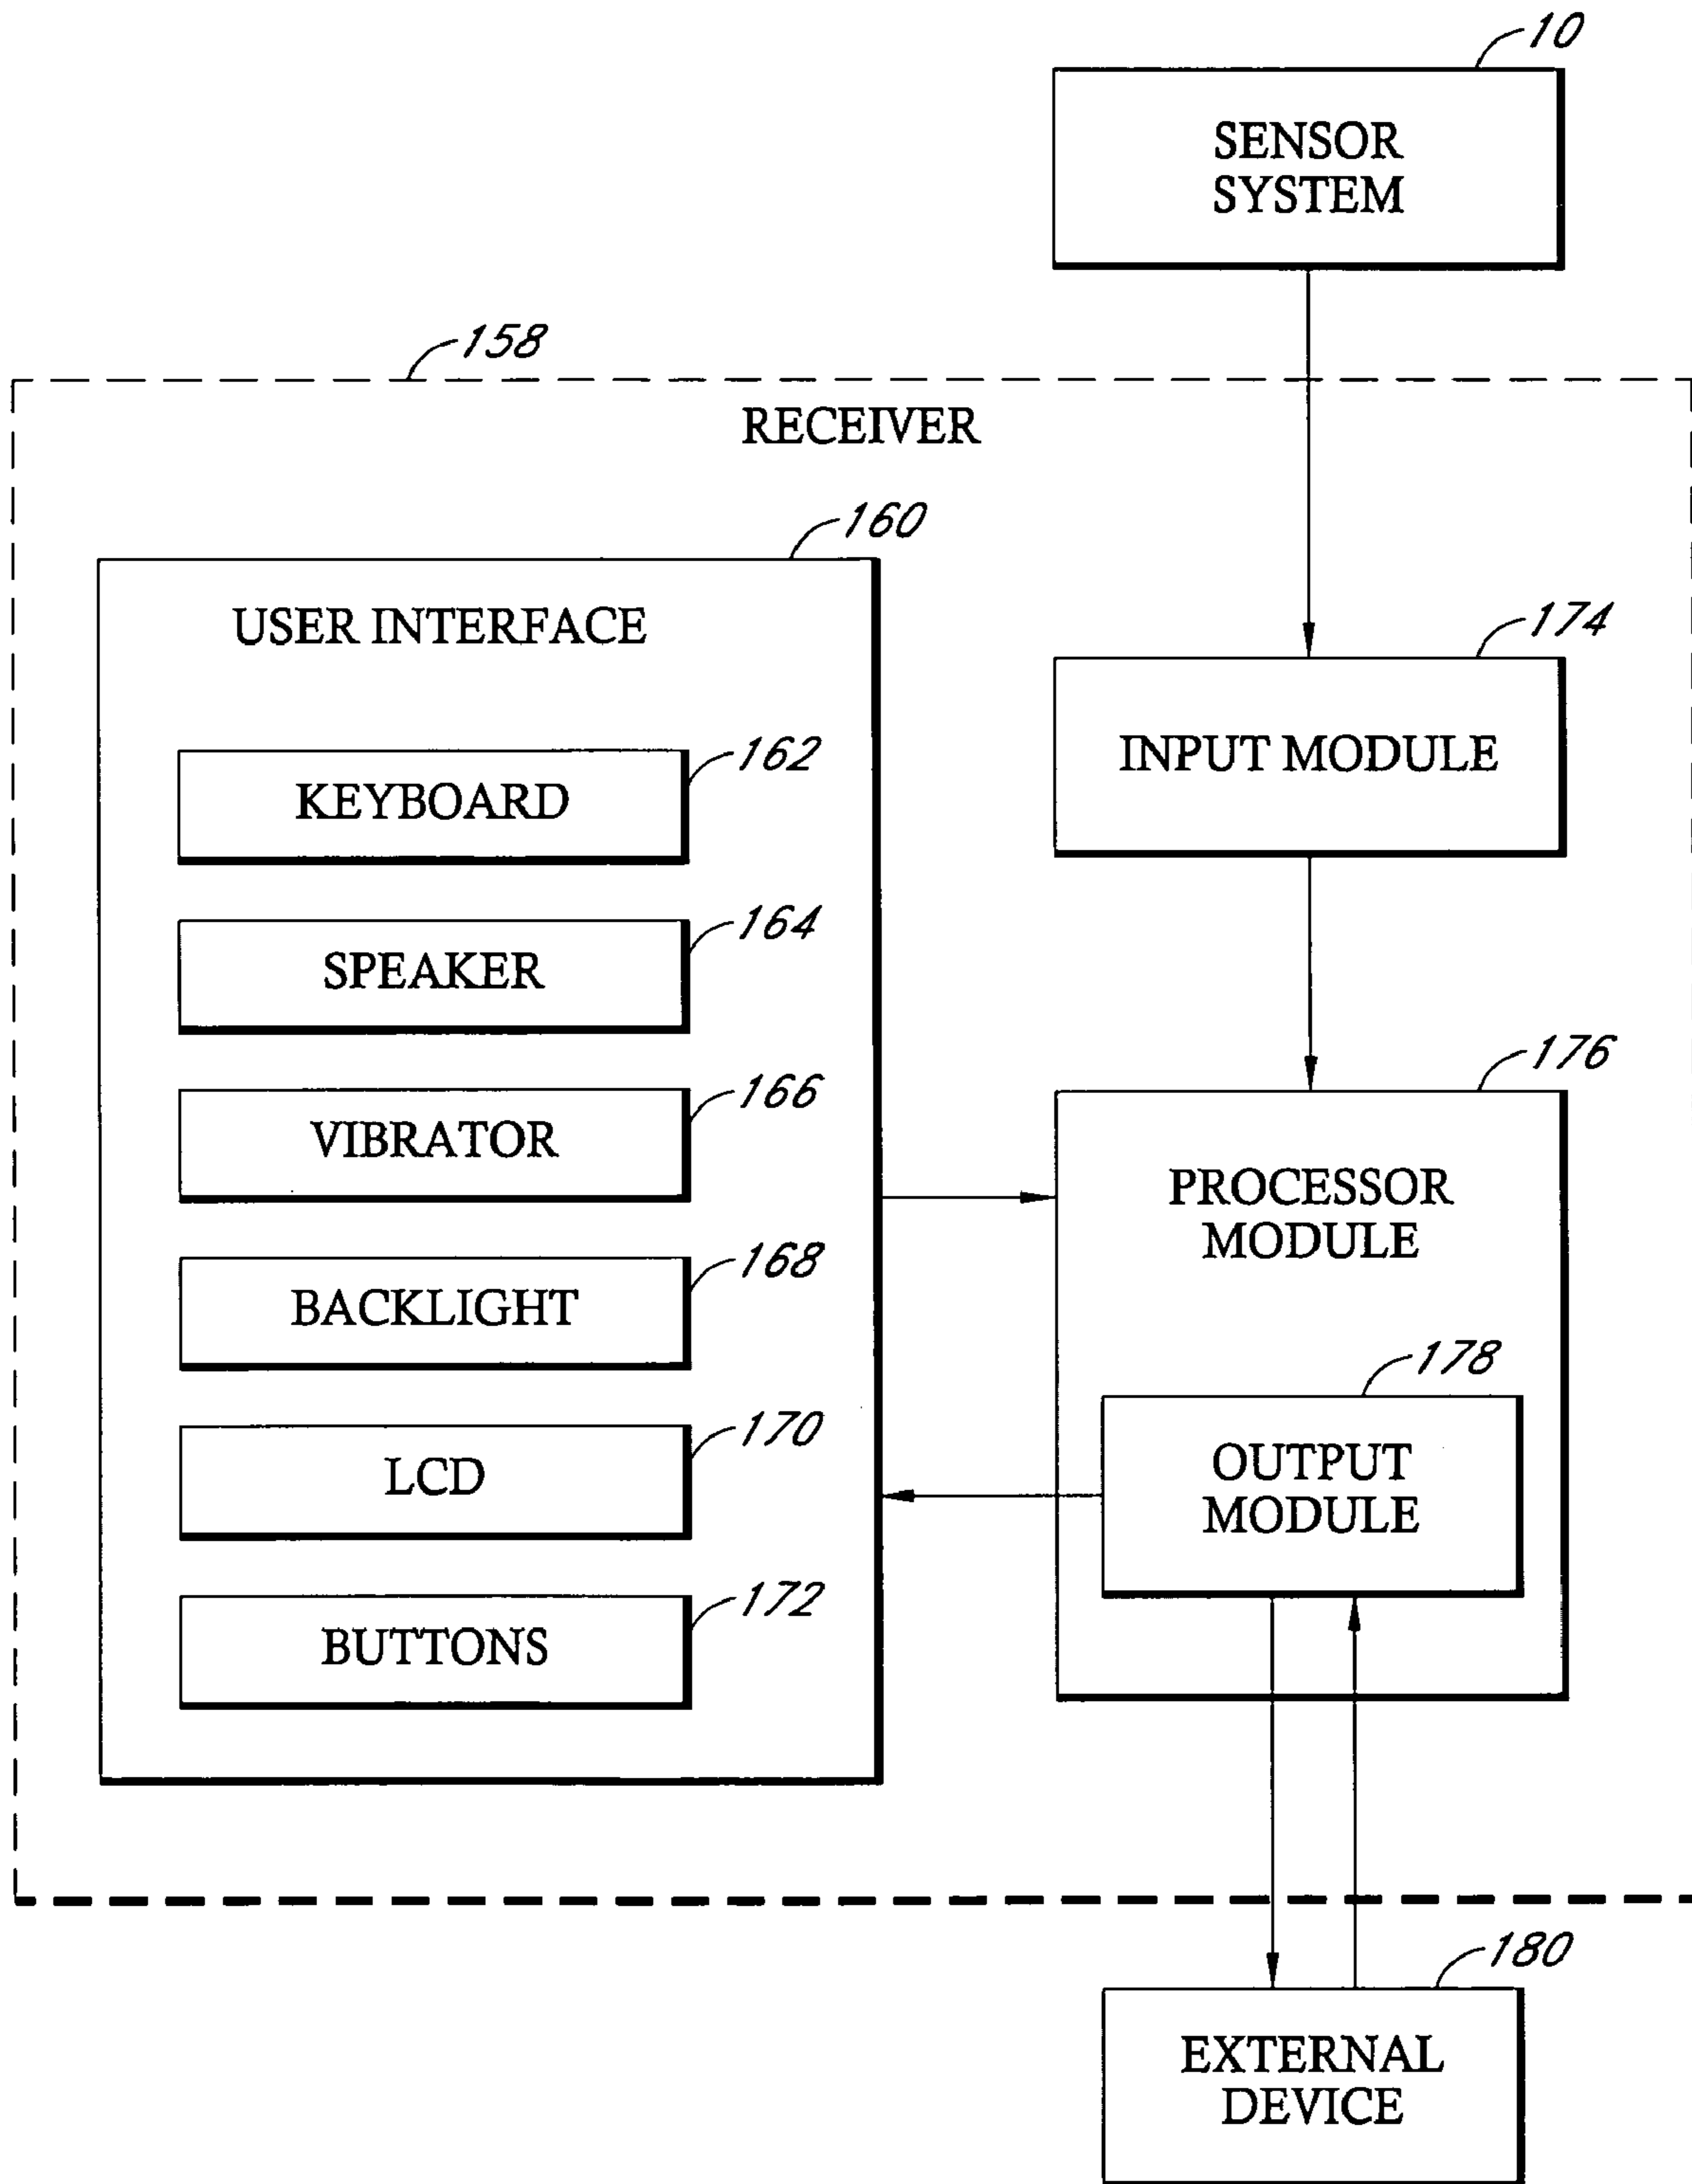 10
SENSOR
SYSTEM
158
RECEIVER
160
USER INTERFACE
174
INPUT MODULE
162
KEYBOARD
164
SPEAKER
166
VIBRATOR
168
BACKLIGHT
170
LCD
172
BUTTONS
176
PROCESSOR
MODULE
178
OUTPUT
MODULE
180
EXTERNAL
DEVICE